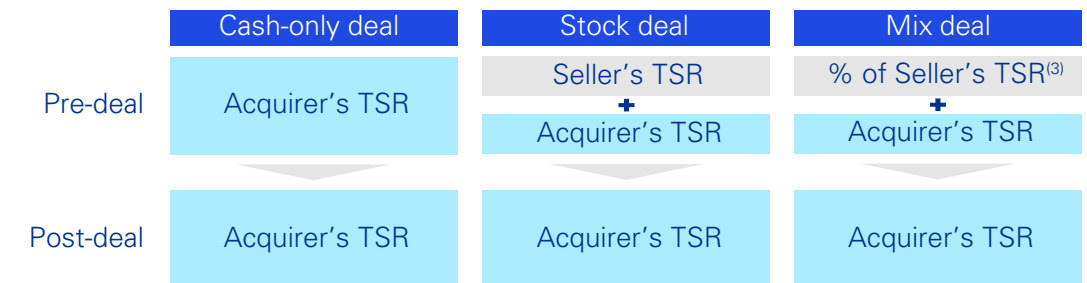 Cash-only deal
Stock deal
Mix deal
Pre-deal
Acquirer's TSR
Seller's TSR
+
Acquirer's TSR
% of Seller's TSR(3)
+
Acquirer's TSR
Post-deal
Acquirer's TSR
Acquirer's TSR
Acquirer's TSR